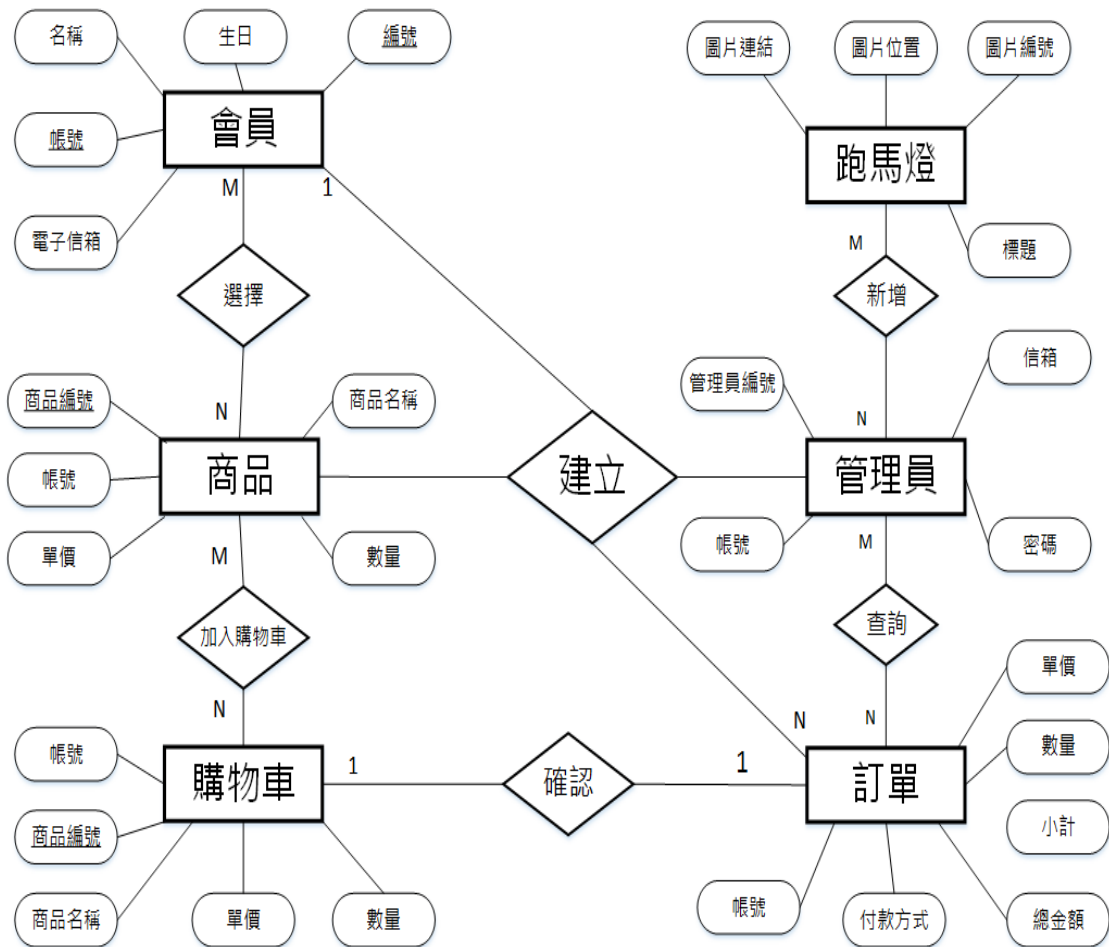 名稱
生日
編號
圖片連結
圖片位置
圖片編號
會員
帳號
跑馬燈
M
1
電子信箱
M
標題
選擇
新增
信箱
管理員編號
商品編號
商品名稱
N
N
商品
建立
管理員
帳號
單價
數量
帳號
密碼
M
M
加入購物車
查詢
單價
N
N
N
帳號
數量
購物車
1
確認
1
訂單
商品編號
小計
商品名稱
單價
數量
帳號
付款方式
總金額